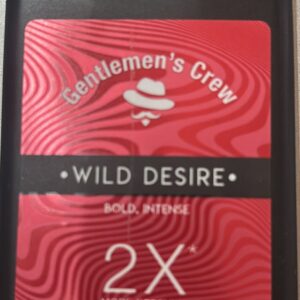 Gentlemen's Crew
• WILD DESIRE •
BOLD, INTENSE
2X*